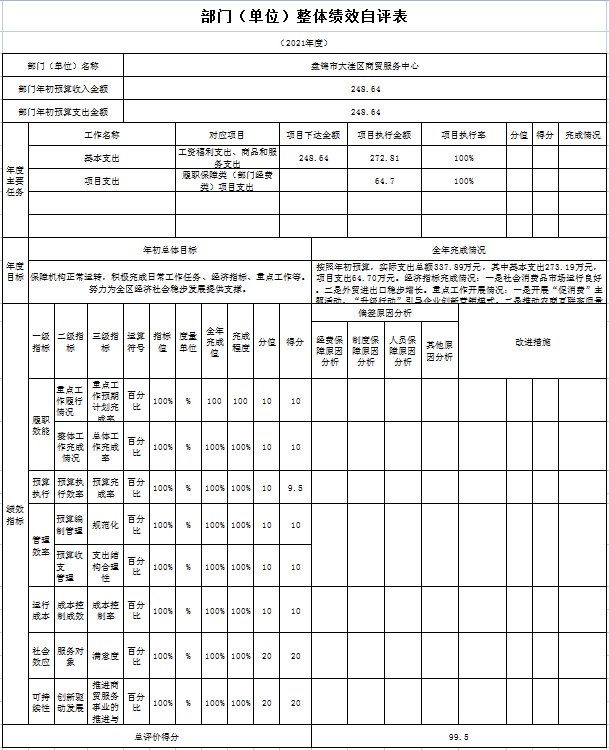 部门（单位）整体绩效自评表
（2021年度）
部门（单位）名称 盘锦市大洼区商贸服务中心
部门年初预算收入金额 248.64
部门年初预算支出金额 248.64
年度主要任务
工作名称 对应项目 项目下达金额 项目执行金额 项目执行率 分值 得分 完成情况
基本支出 工资福利支出、商品和服务支出 248.64 272.81 100%
项目支出 履职保障类（部门经费类）项目支出 64.7 100%
年度目标
年初总体目标 全年完成情况
保障机构正常运转，积极完成日常工作任务、经济指标、重点工作等。
努力为全区经济社会稳步发展提供支撑。
按照年初预算，实际支出总额337.89万元，其中基本支出273.19万元，
项目支出64.70万元。经济指标完成情况：一是社会消费品市场运行良好
。二是外贸进出口稳步增长。重点工作开展情况：一是开展“促消费”主
题活动、“升级行动”引导企业创新营销模式。二是推动农商互联高质量
绩效指标
一级指标 二级指标 三级指标 运算符号 指标值 度量单位 全年完成值 完成程度 分值 得分 偏差原因分析 改进措施
经费保障原因分析 制度保障原因分析 人员保障原因分析 其他原因分析
履职效能 重点工作履行情况 重点工作预期计划完成率 百分比 100% % 100 100 10 10
整体工作完成情况 总体工作完成率 百分比 100% % 100% 100% 10 10
预算执行 预算执行效率 预算完成率 百分比 100% % 100% 100% 10 9.5
管理效率 预算编制管理 规范化 百分比 100% % 100% 100% 10 10
预算收支管理 支出结构合理性 百分比 100% % 100% 100% 10 10
运行成本 成本控制成效 成本控制率 百分比 100% % 100% 100% 10 10
社会效应 服务对象 满意度 百分比 100% % 100% 100% 20 20
可持续性 创新驱动发展 推进商贸服务事业的推进与 百分比 100% % 100% 100% 20 20
总评价得分 99.5